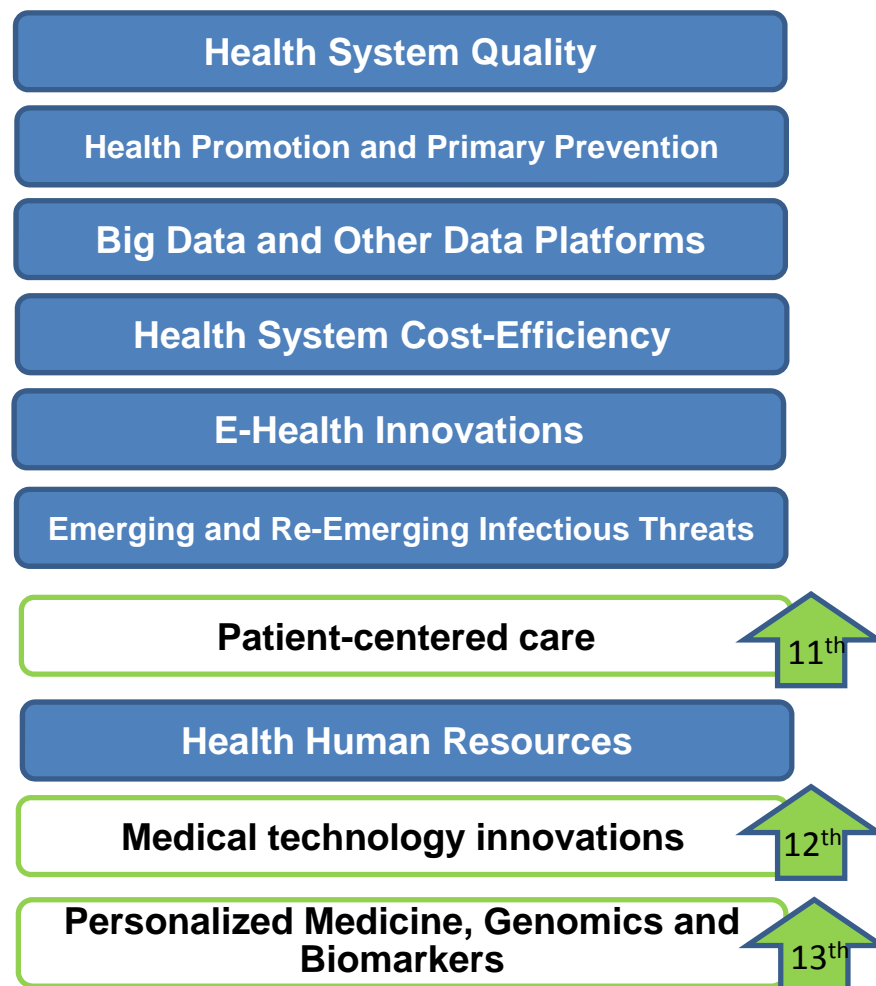 Health System Quality
Health Promotion and Primary Prevention
Big Data and Other Data Platforms
Health System Cost-Efficiency
E-Health Innovations
Emerging and Re-Emerging Infectious Threats
Patient-centered care
11th
Health Human Resources
Medical technology innovations
12th
Personalized Medicine, Genomics and
Biomarkers
13th